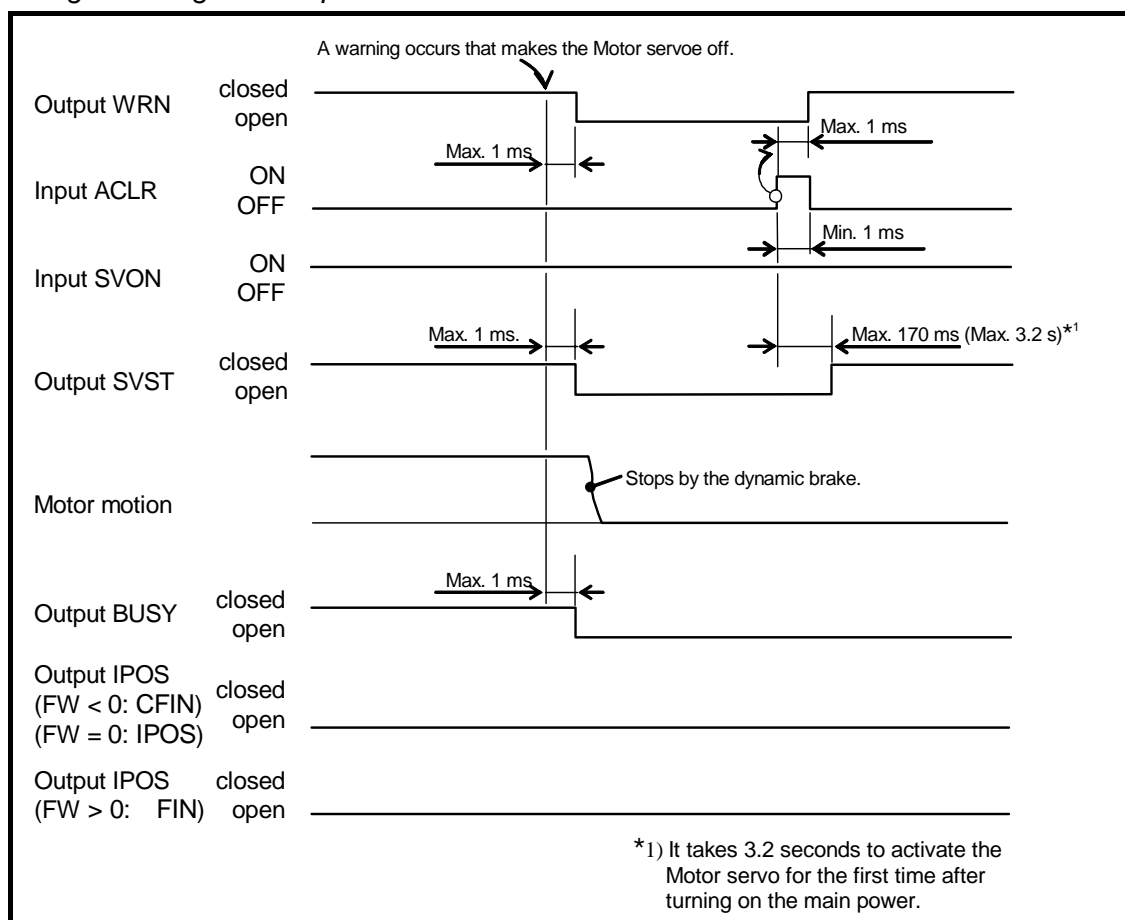 A warning occurs that makes the Motor servoe off.
Output WRN
closed
open
Max. 1 ms
Max. 1 ms
Input ACLR
ON
OFF
Min. 1 ms
Input SVON
ON
OFF
Max. 1 ms.
Max. 170 ms (Max. 3.2 s)*1
Output SVST
closed
open
Stops by the dynamic brake.
Motor motion
Max. 1 ms
Output BUSY
closed
open
Output IPOS
(FW < 0: CFIN)
(FW = 0: IPOS)
closed
open
Output IPOS
(FW > 0: FIN)
closed
open
*1) It takes 3.2 seconds to activate the
Motor servo for the first time after
turning on the main power.